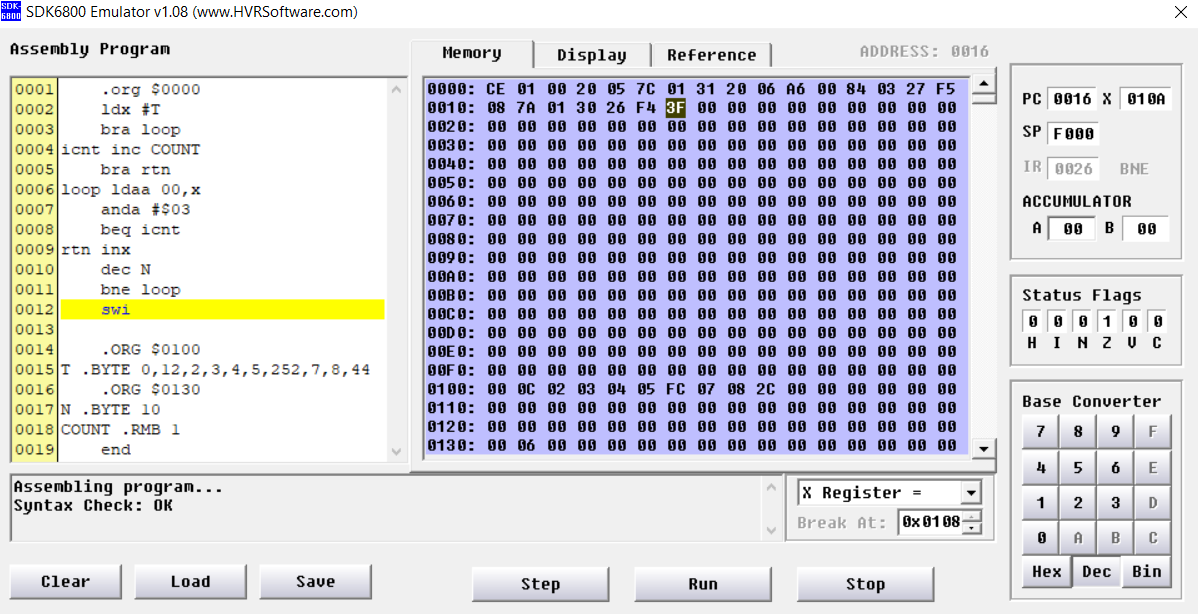 SDK-
6800
SDK6800 Emulator v1.08 (www.HVRSoftware.com)
Assembly Program
0001 .org $0000
0002 ldx #T
0003 bra loop
0004 icnt inc COUNT
0005 bra rtn
0006 loop ldaa 00,x
0007 anda #$03
0008 beq icnt
0009 rtn inx
0010 dec N
0011 bne loop
0012 swi
0013
0014 .ORG $0100
0015 T .BYTE 0,12,2,3,4,5,252,7,8,44
0016 .ORG $0130
0017 N .BYTE 10
0018 COUNT .RMB 1
0019 end
Memory Display Reference ADDRESS: 0016
0000: CE 01 00 20 05 7C 01 31 20 06 A6 00 84 03 27 F5
0010: 08 7A 01 30 26 F4 3F 00 00 00 00 00 00 00 00 00
0020: 00 00 00 00 00 00 00 00 00 00 00 00 00 00 00 00
0030: 00 00 00 00 00 00 00 00 00 00 00 00 00 00 00 00
0040: 00 00 00 00 00 00 00 00 00 00 00 00 00 00 00 00
0050: 00 00 00 00 00 00 00 00 00 00 00 00 00 00 00 00
0060: 00 00 00 00 00 00 00 00 00 00 00 00 00 00 00 00
0070: 00 00 00 00 00 00 00 00 00 00 00 00 00 00 00 00
0080: 00 00 00 00 00 00 00 00 00 00 00 00 00 00 00 00
0090: 00 00 00 00 00 00 00 00 00 00 00 00 00 00 00 00
00A0: 00 00 00 00 00 00 00 00 00 00 00 00 00 00 00 00
00B0: 00 00 00 00 00 00 00 00 00 00 00 00 00 00 00 00
00C0: 00 00 00 00 00 00 00 00 00 00 00 00 00 00 00 00
00D0: 00 00 00 00 00 00 00 00 00 00 00 00 00 00 00 00
00E0: 00 00 00 00 00 00 00 00 00 00 00 00 00 00 00 00
00F0: 00 00 00 00 00 00 00 00 00 00 00 00 00 00 00 00
0100: 00 0C 02 03 04 05 FC 07 08 2C 00 00 00 00 00 00
0110: 00 00 00 00 00 00 00 00 00 00 00 00 00 00 00 00
0120: 00 00 00 00 00 00 00 00 00 00 00 00 00 00 00 00
0130: 00 06 00 00 00 00 00 00 00 00 00 00 00 00 00 00
PC 0016 X 010A
SP F000
IR 0026 BNE
ACCUMULATOR
A 00 B 00
Status Flags
0 0 0 1 0 0
H I N Z V C
Base Converter
7 8 9 F
4 5 6 E
1 2 3 D
0 A B C
Hex Dec Bin
Assembling program...
Syntax Check: OK
X Register =
Break At: 0x0108
Clear Load Save Step Run Stop